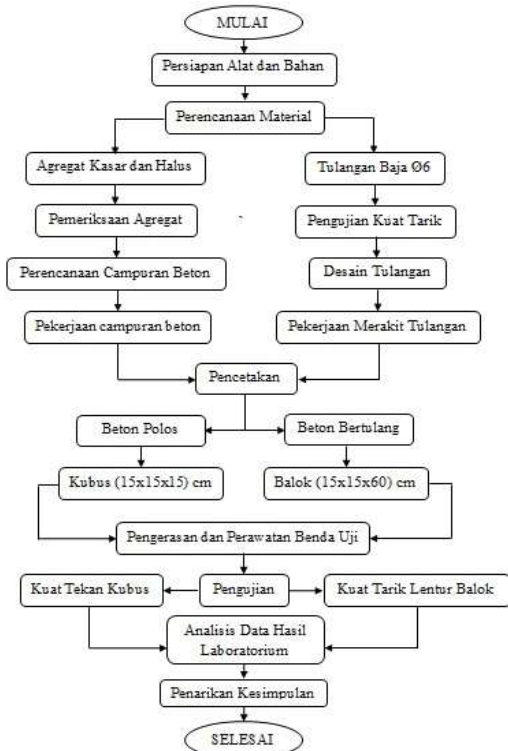 MULAI
Persiapan Alat dan Bahan
Perencanaan Material
Agregat Kasar dan Halus
Tulangan Baja Ø6
Pemeriksaan Agregat
Pengujian Kuat Tarik
Perencanaan Campuran Beton
Desain Tulangan
Pekerjaan campuran beton
Pekerjaan Merakit Tulangan
Pencetakan
Beton Polos
Beton Bertulang
Kubus (15x15x15) cm
Balok (15x15x60) cm
Pengerasan dan Perawatan Benda Uji
Kuat Tekan Kubus
Pengujian
Kuat Tarik Lentur Balok
Analisis Data Hasil
Laboratorium
Penarikan Kesimpulan
SELESAI